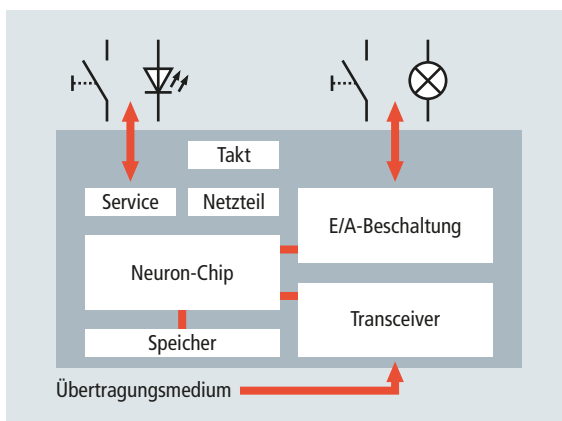 Takt
Service
Netzteil
E/A-Beschaltung
Neuron-Chip
Transceiver
Speicher
Übertragungsmedium